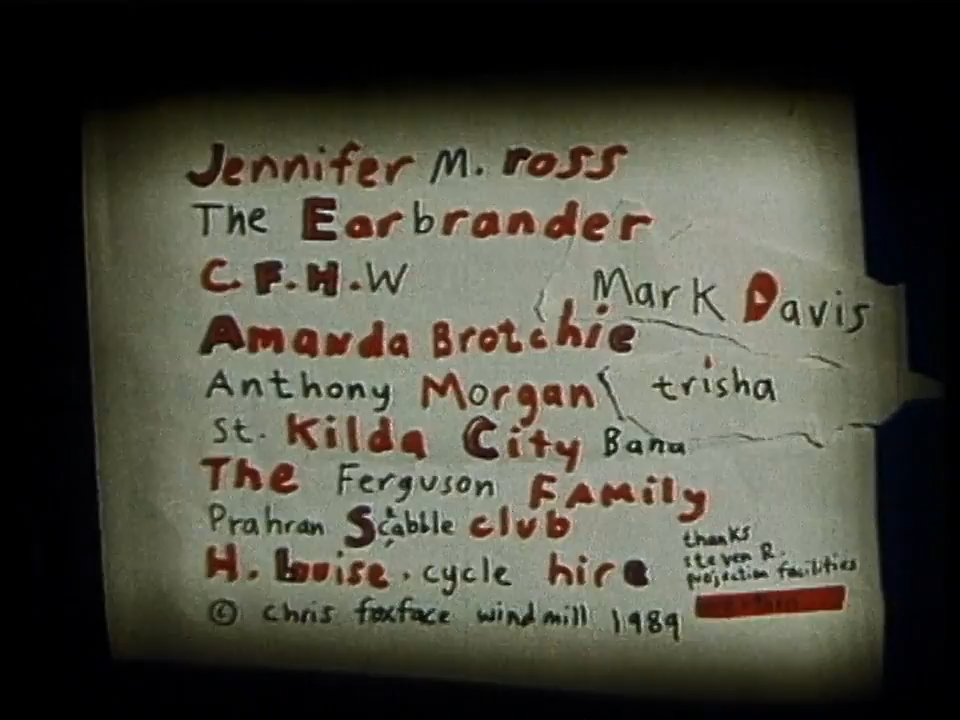 Jennifer M. ross
The Earbrander
C.F.H.W
Mark Davis
Amanda Brotchie
Anthony Morgan
trisha
St. Kilda City Band
The Ferguson FAMily
Prahran Scabble club
H. Louise. cycle hire
thanks
steven R.
projection facilities
© chris foxface windmill 1989